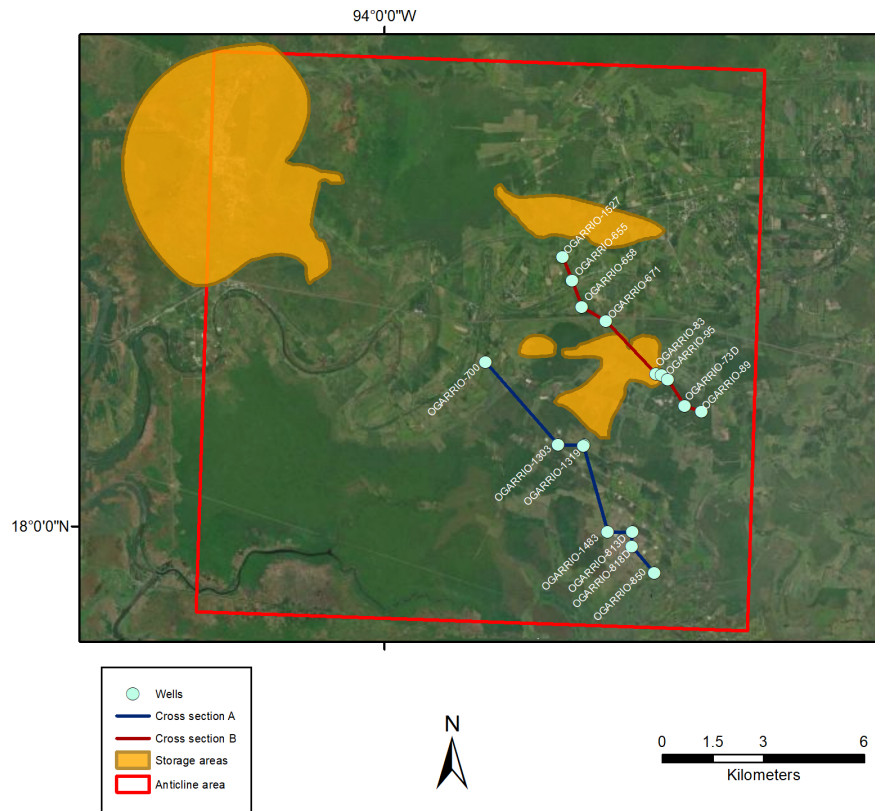 94°0'0"W
OGARRIO-1527
OGARRIO-655
OGARRIO-658
OGARRIO-671
OGARRIO-83
OGARRIO-95
OGARRIO-73D
OGARRIO-89
OGARRIO-700
OGARRIO-1303
OGARRIO-1319
18°0'0"N
OGARRIO-1483
OGARRIO-813D
OGARRIO-818D
OGARRIO-850
Wells
Cross section A
Cross section B
Storage areas
Anticline area
N
0 1.5 3 6
Kilometers